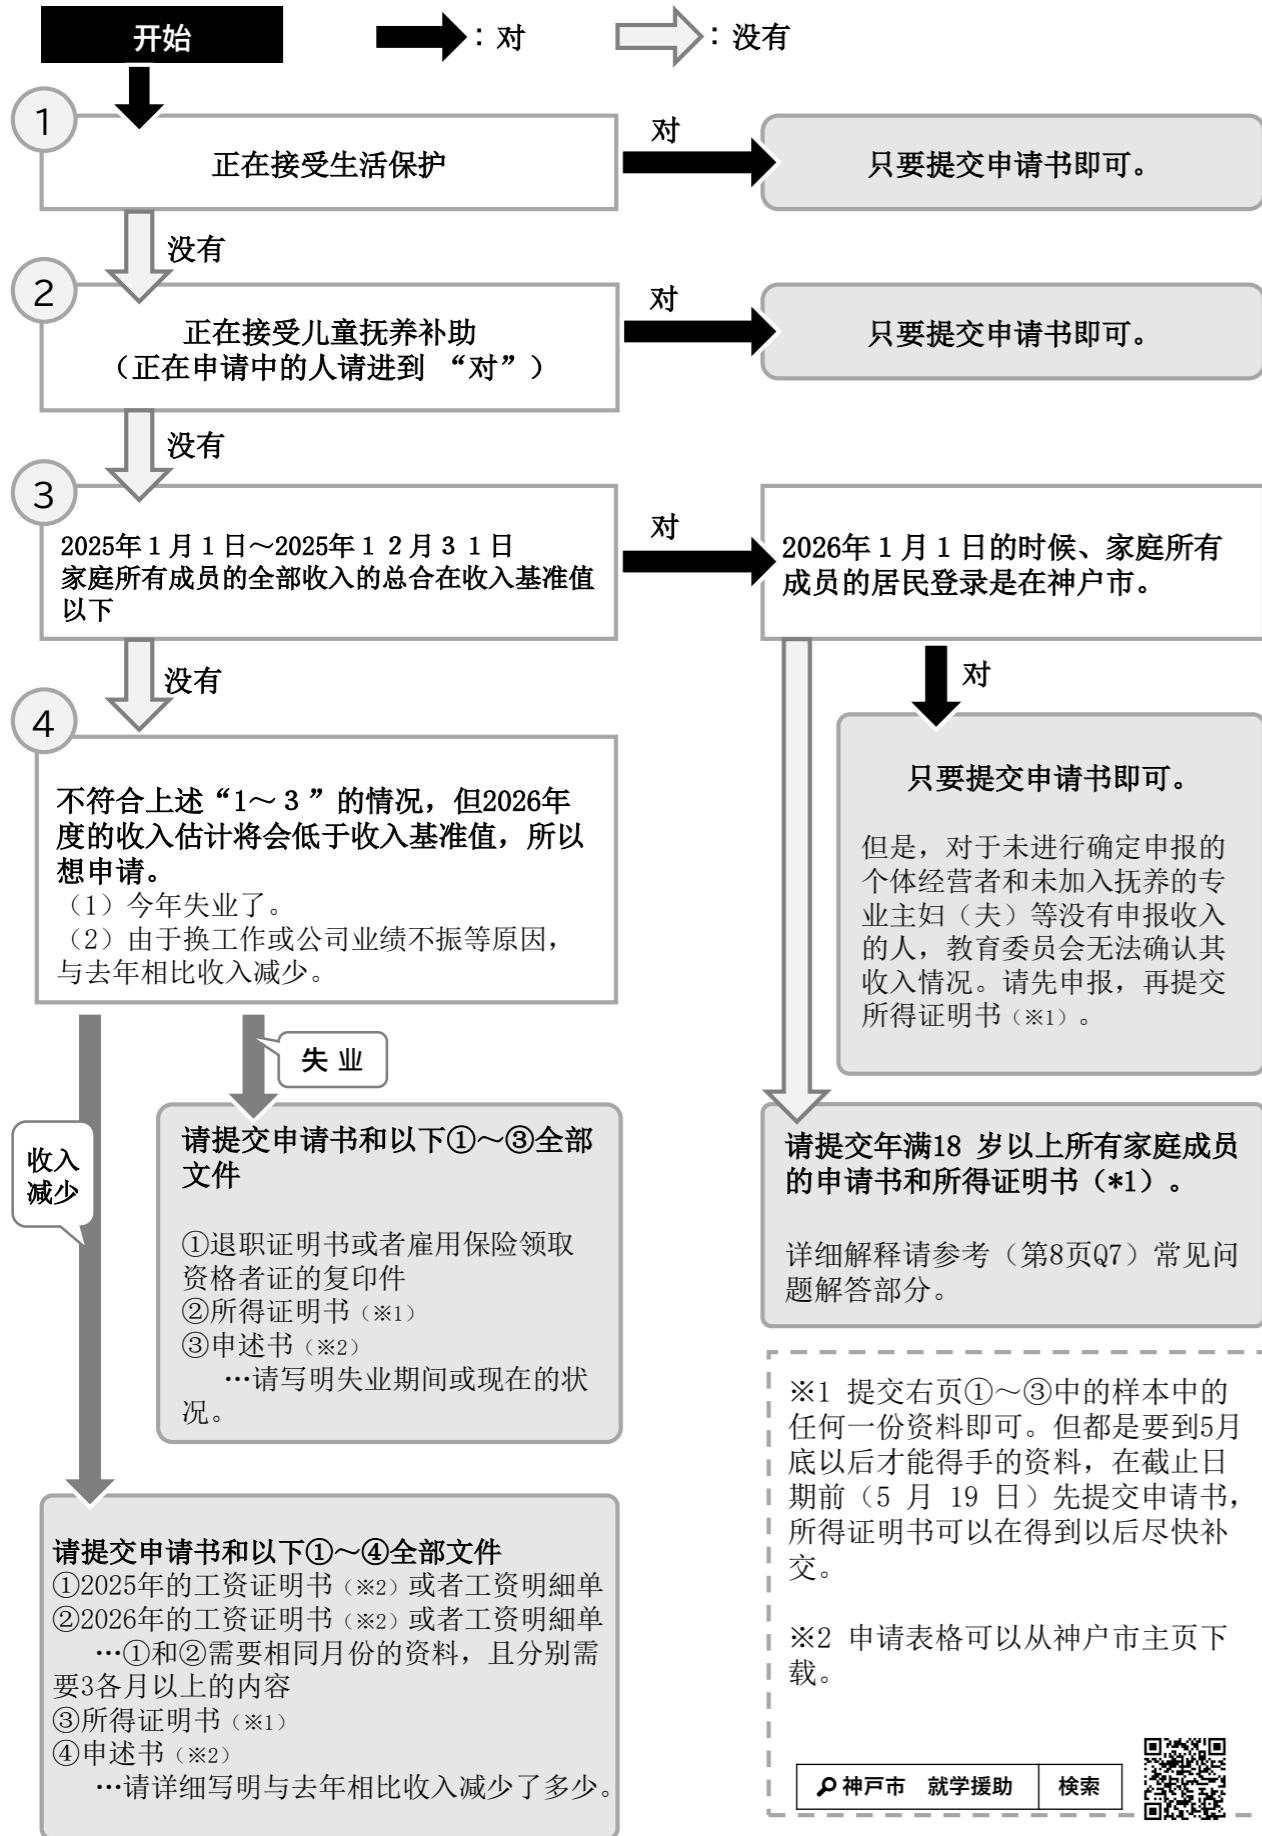 开始
：对
：没有
1
正在接受生活保护
对
只要提交申请书即可。
没有
2
正在接受儿童抚养补助
（正在申请中的人请进到 “对”）
对
只要提交申请书即可。
没有
3
2025年１月１日～2025年１２月３１日
家庭所有成员的全部收入的总合在收入基准值
以下
对
2026年１月１日的时候、家庭所有
成员的居民登录是在神户市。
没有
对
4
不符合上述“1～３”的情况，但2026年
度的收入估计将会低于收入基准值，所以
想申请。
（1）今年失业了。
（2）由于换工作或公司业绩不振等原因，
与去年相比收入减少。
只要提交申请书即可。
但是，对于未进行确定申报的
个体经营者和未加入抚养的专
业主妇（夫）等没有申报收入
的人，教育委员会无法确认其
收入情况。请先申报，再提交
所得证明书（※1）。
失业
收入
减少
请提交申请书和以下①～③全部
文件
①退职证明书或者雇用保险领取
资格者证的复印件
②所得证明书（※1）
③申述书（※2）
…请写明失业期间或现在的状
况。
请提交年满18 岁以上所有家庭成员
的申请书和所得证明书（*1）。
详细解释请参考（第8页Q7）常见问
题解答部分。
请提交申请书和以下①～④全部文件
①2025年的工资证明书（※2）或者工资明細单
②2026年的工资证明书（※2）或者工资明細单
…①和②需要相同月份的资料，且分别需
要3各月以上的内容
③所得证明书（※1）
④申述书（※2）
…请详细写明与去年相比收入减少了多少。
※1 提交右页①～③中的样本中的
任何一份资料即可。但都是要到5月
底以后才能得手的资料，在截止日
期前（5 月 19 日）先提交申请书，
所得证明书可以在得到以后尽快补
交。
※2 申请表格可以从神户市主页下
载。
神戸市 就学援助 検索